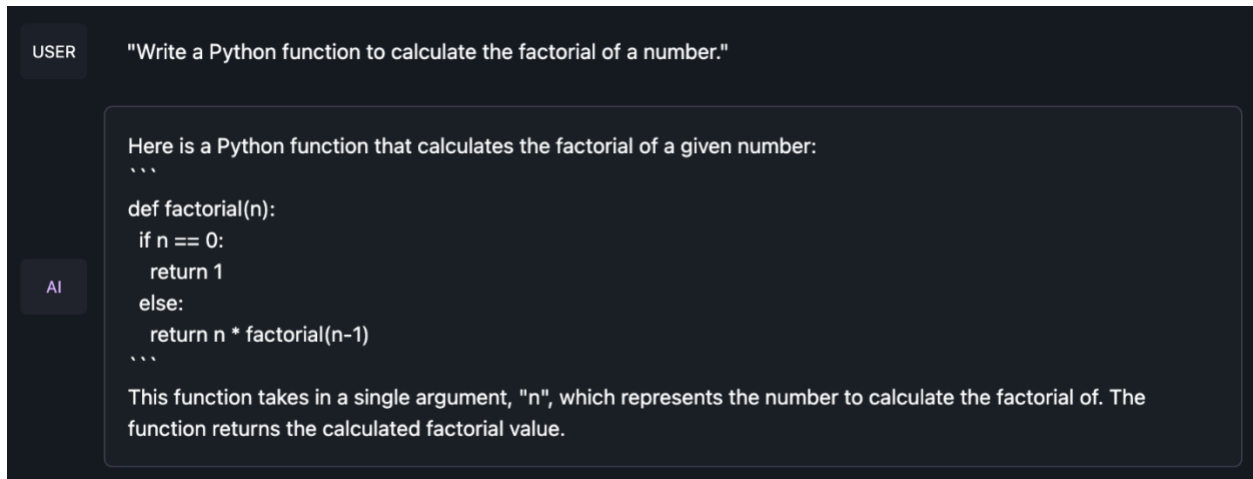 USER
"Write a Python function to calculate the factorial of a number."
Here is a Python function that calculates the factorial of a given number:
```
def factorial(n):
  if n == 0:
    return 1
  else:
    return n * factorial(n-1)
```
AI
This function takes in a single argument, "n", which represents the number to calculate the factorial of. The
function returns the calculated factorial value.